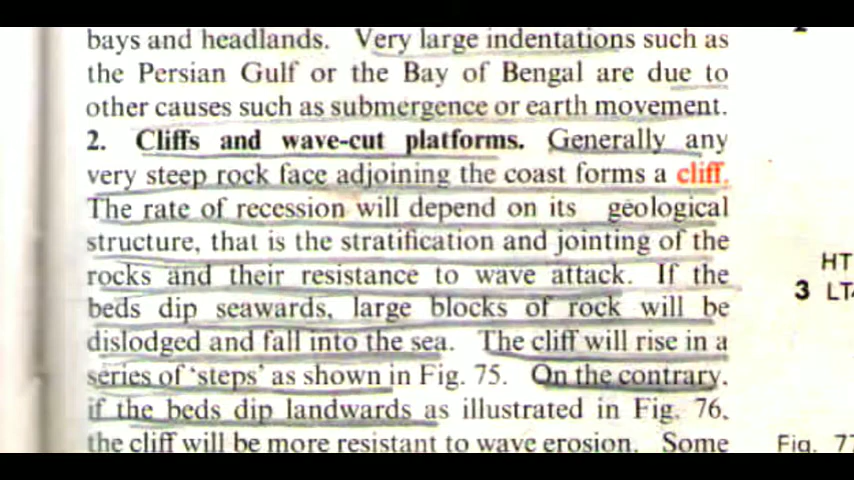 bays and headlands. Very large indentations such as
the Persian Gulf or the Bay of Bengal are due to
other causes such as submergence or earth movement.
2. Cliffs and wave-cut platforms. Generally any
very steep rock face adjoining the coast forms a cliff.
The rate of recession will depend on its geological
structure, that is the stratification and jointing of the
rocks and their resistance to wave attack. If the
beds dip seawards, large blocks of rock will be
dislodged and fall into the sea. The cliff will rise in a
series of 'steps' as shown in Fig. 75. On the contrary,
if the beds dip landwards as illustrated in Fig. 76,
the cliff will be more resistant to wave erosion. Some
HT
3 LT
Fig. 77